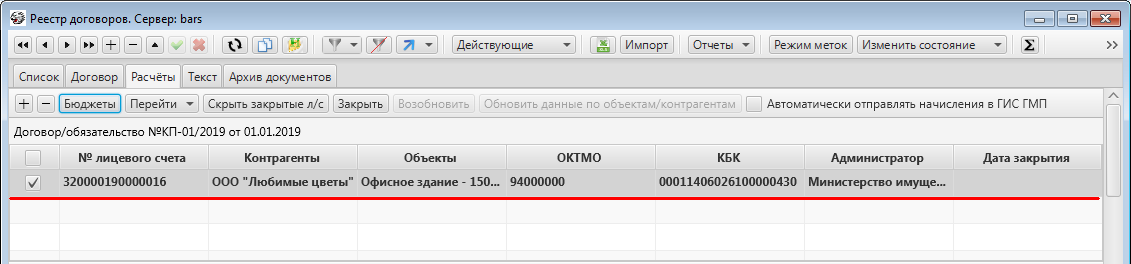 Реестр договоров. Сервер: bars
Действующие Импорт Отчеты Режим меток Изменить состояние Σ
Список Договор Расчёты Текст Архив документов
Бюджеты Перейти Скрыть закрытые л/с Закрыть Возобновить Обновить данные по объектам/контрагентам Автоматически отправлять начисления в ГИС ГМП
Договор/обязательство №КП-01/2019 от 01.01.2019
№ лицевого счета Контрагенты Объекты ОКТМО КБК Администратор Дата закрытия
320000190000016 ООО "Любимые цветы" Офисное здание - 150... 94000000 00011406026100000430 Министерство имуще...